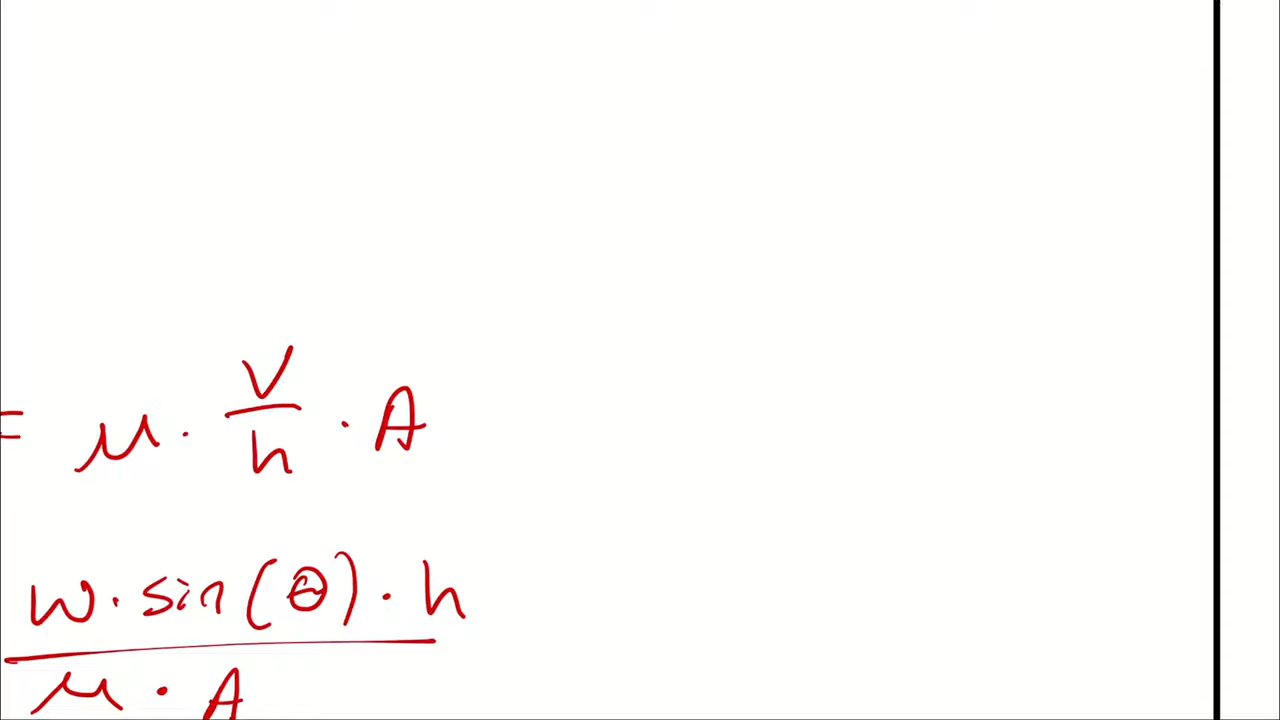 = μ · V/h · A
W · sin(θ) · h
μ · A